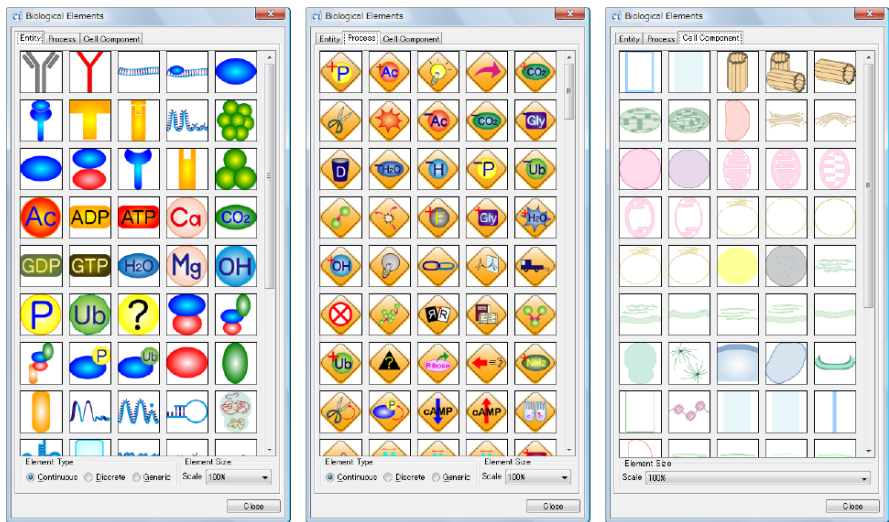 Biological Elements
Entity Process Cell Component
Ac ADP ATP Ca CO2
GDP GTP H2O Mg OH
P Ub ?
P Ub
Element Type
Continuous Discrete Generic
Element Size
Scale 100%
Close
Biological Elements
Entity Process Cell Component
+P +Ac +CO2
-Ac -CO2 -Gly
D -H2O -H -P -Ub
+P +Gly +H2O
+OH
R R
+Ub ? Ribose =? +NH2
P cAMP cAMP
Element Type
Continuous Discrete Generic
Element Size
Scale 100%
Close
Biological Elements
Entity Process Cell Component
Element Size
Scale 100%
Close